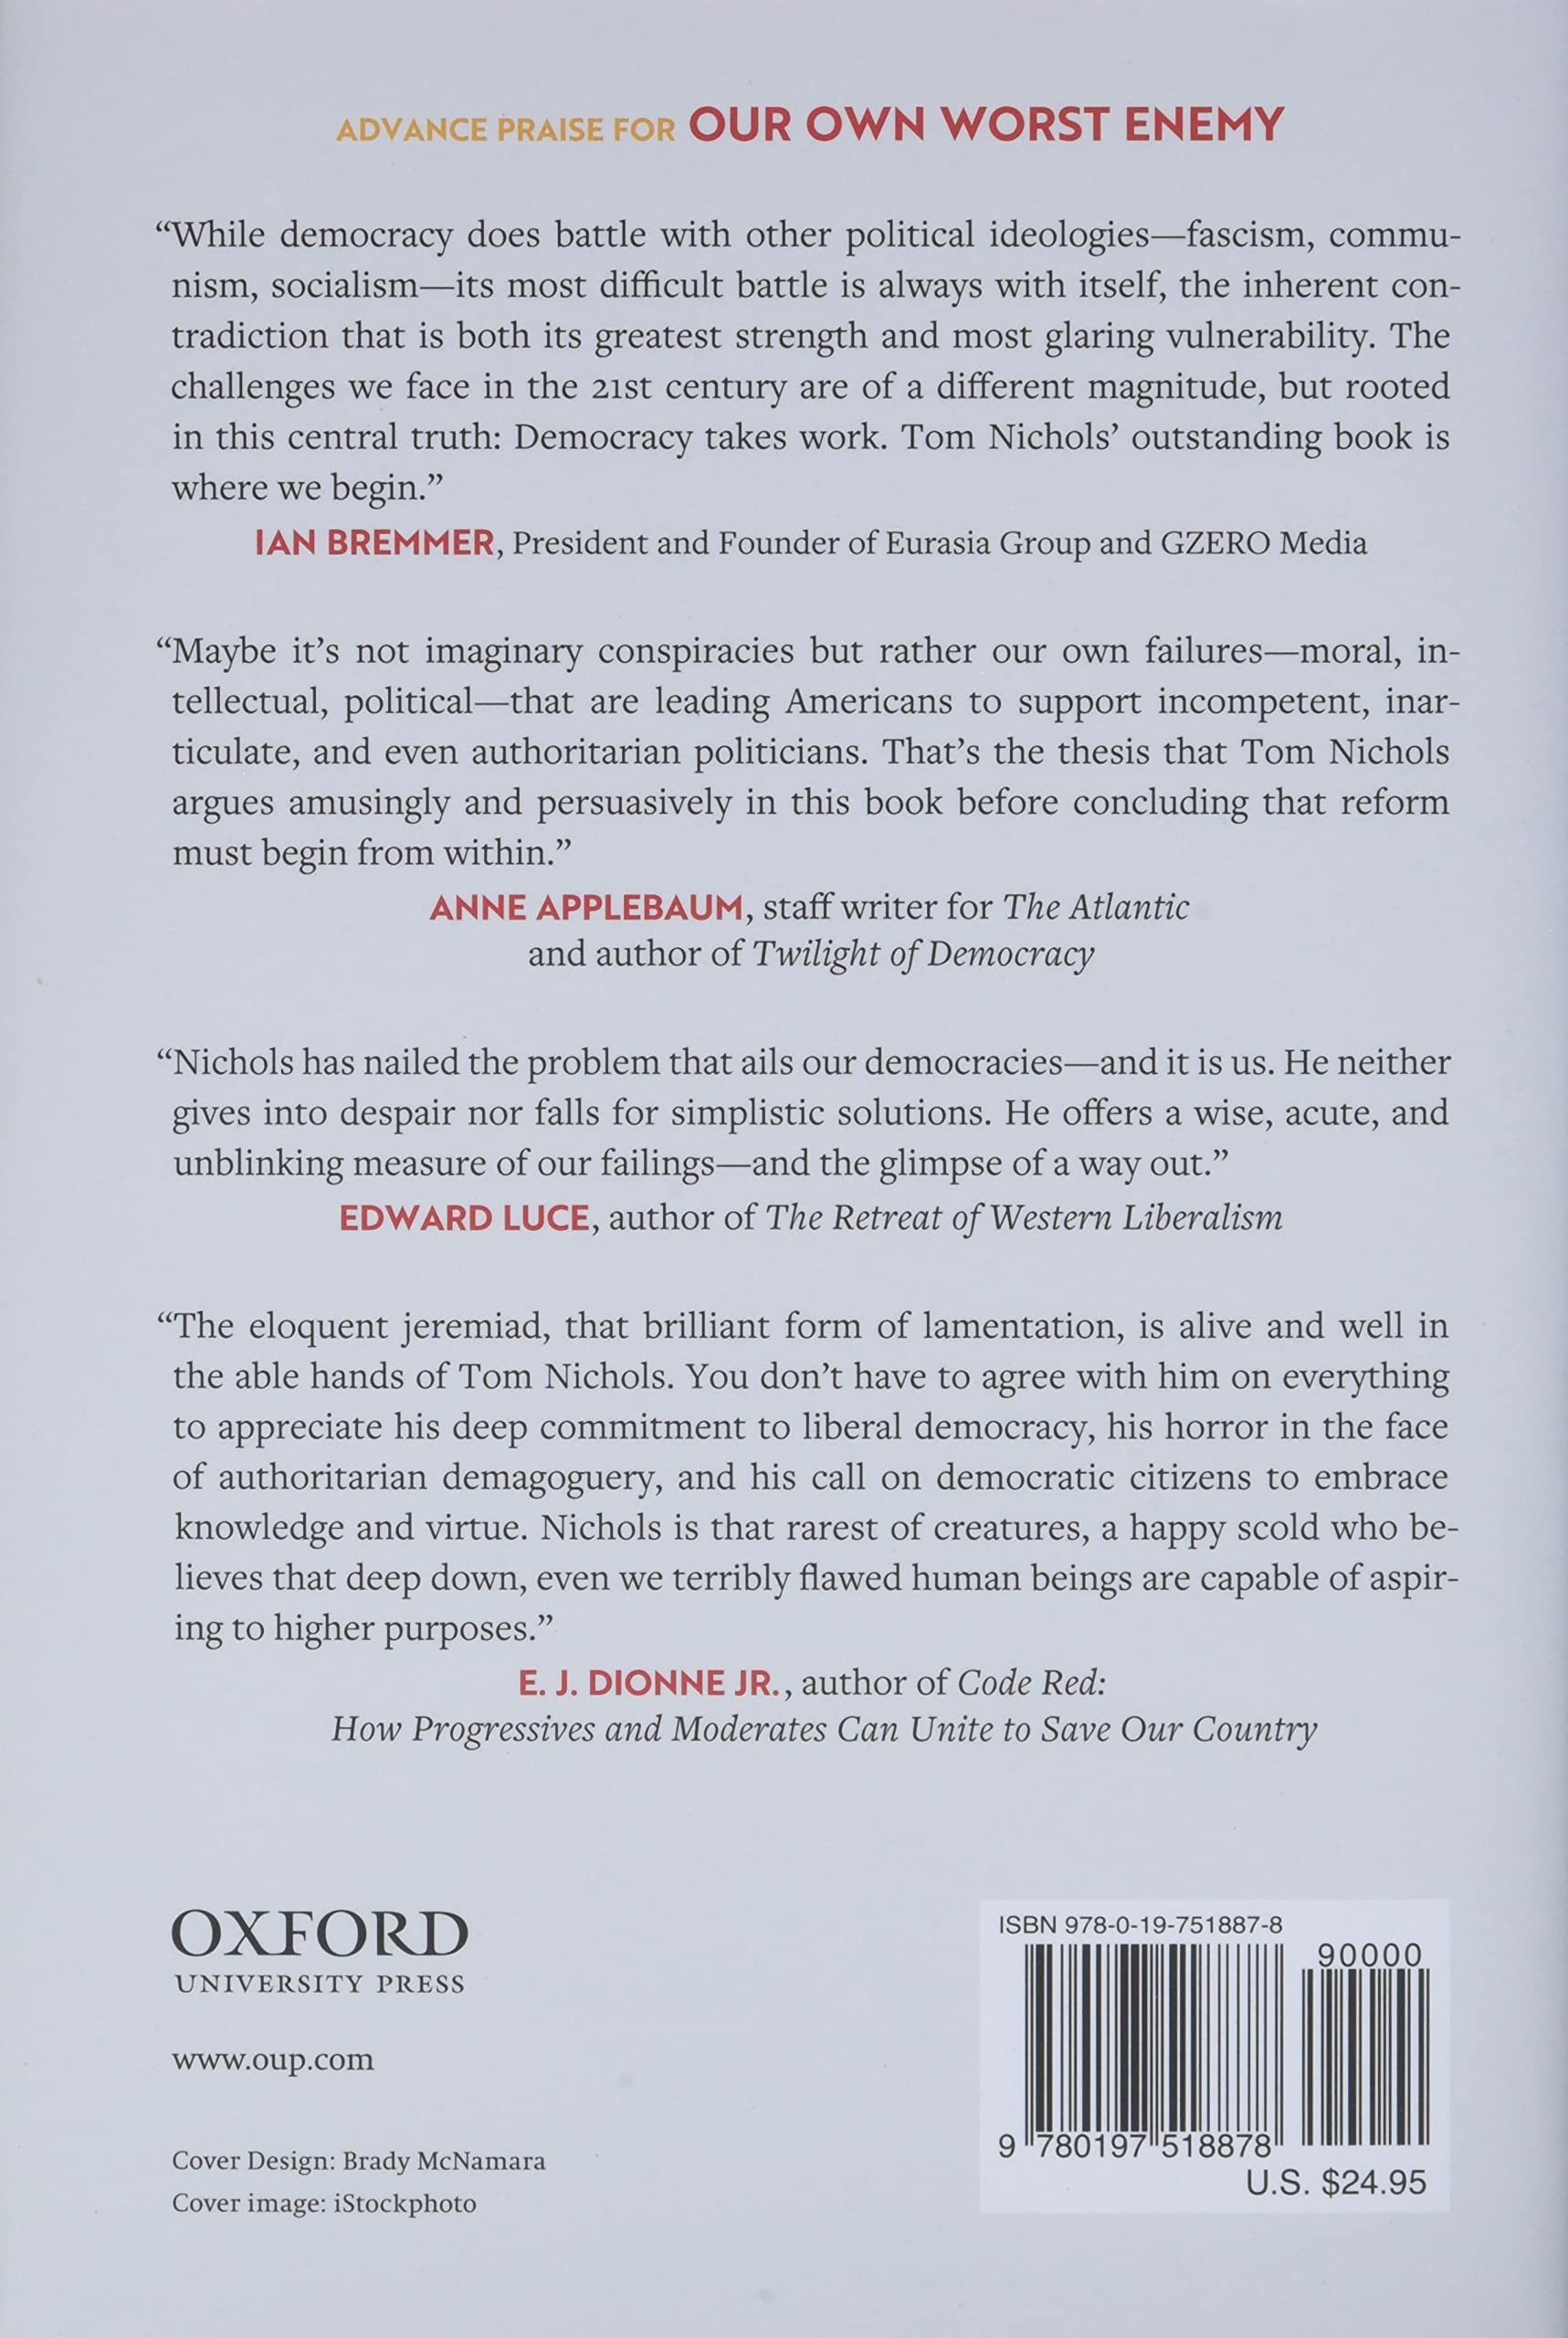 ADVANCE PRAISE FOR OUR OWN WORST ENEMY
“While democracy does battle with other political ideologies—fascism, commu-
nism, socialism—its most difficult battle is always with itself, the inherent con-
tradiction that is both its greatest strength and most glaring vulnerability. The
challenges we face in the 21st century are of a different magnitude, but rooted
in this central truth: Democracy takes work. Tom Nichols’ outstanding book is
where we begin.”
IAN BREMMER, President and Founder of Eurasia Group and GZERO Media
“Maybe it’s not imaginary conspiracies but rather our own failures—moral, in-
tellectual, political—that are leading Americans to support incompetent, inar-
ticulate, and even authoritarian politicians. That’s the thesis that Tom Nichols
argues amusingly and persuasively in this book before concluding that reform
must begin from within.”
ANNE APPLEBAUM, staff writer for The Atlantic
and author of Twilight of Democracy
“Nichols has nailed the problem that ails our democracies—and it is us. He neither
gives into despair nor falls for simplistic solutions. He offers a wise, acute, and
unblinking measure of our failings—and the glimpse of a way out.”
EDWARD LUCE, author of The Retreat of Western Liberalism
“The eloquent jeremiad, that brilliant form of lamentation, is alive and well in
the able hands of Tom Nichols. You don’t have to agree with him on everything
to appreciate his deep commitment to liberal democracy, his horror in the face
of authoritarian demagoguery, and his call on democratic citizens to embrace
knowledge and virtue. Nichols is that rarest of creatures, a happy scold who be-
lieves that deep down, even we terribly flawed human beings are capable of aspir-
ing to higher purposes.”
E. J. DIONNE JR., author of Code Red:
How Progressives and Moderates Can Unite to Save Our Country
OXFORD
UNIVERSITY PRESS
www.oup.com
Cover Design: Brady McNamara
Cover image: iStockphoto
ISBN 978-0-19-751887-8
90000
9 780197 518878
U.S. $24.95